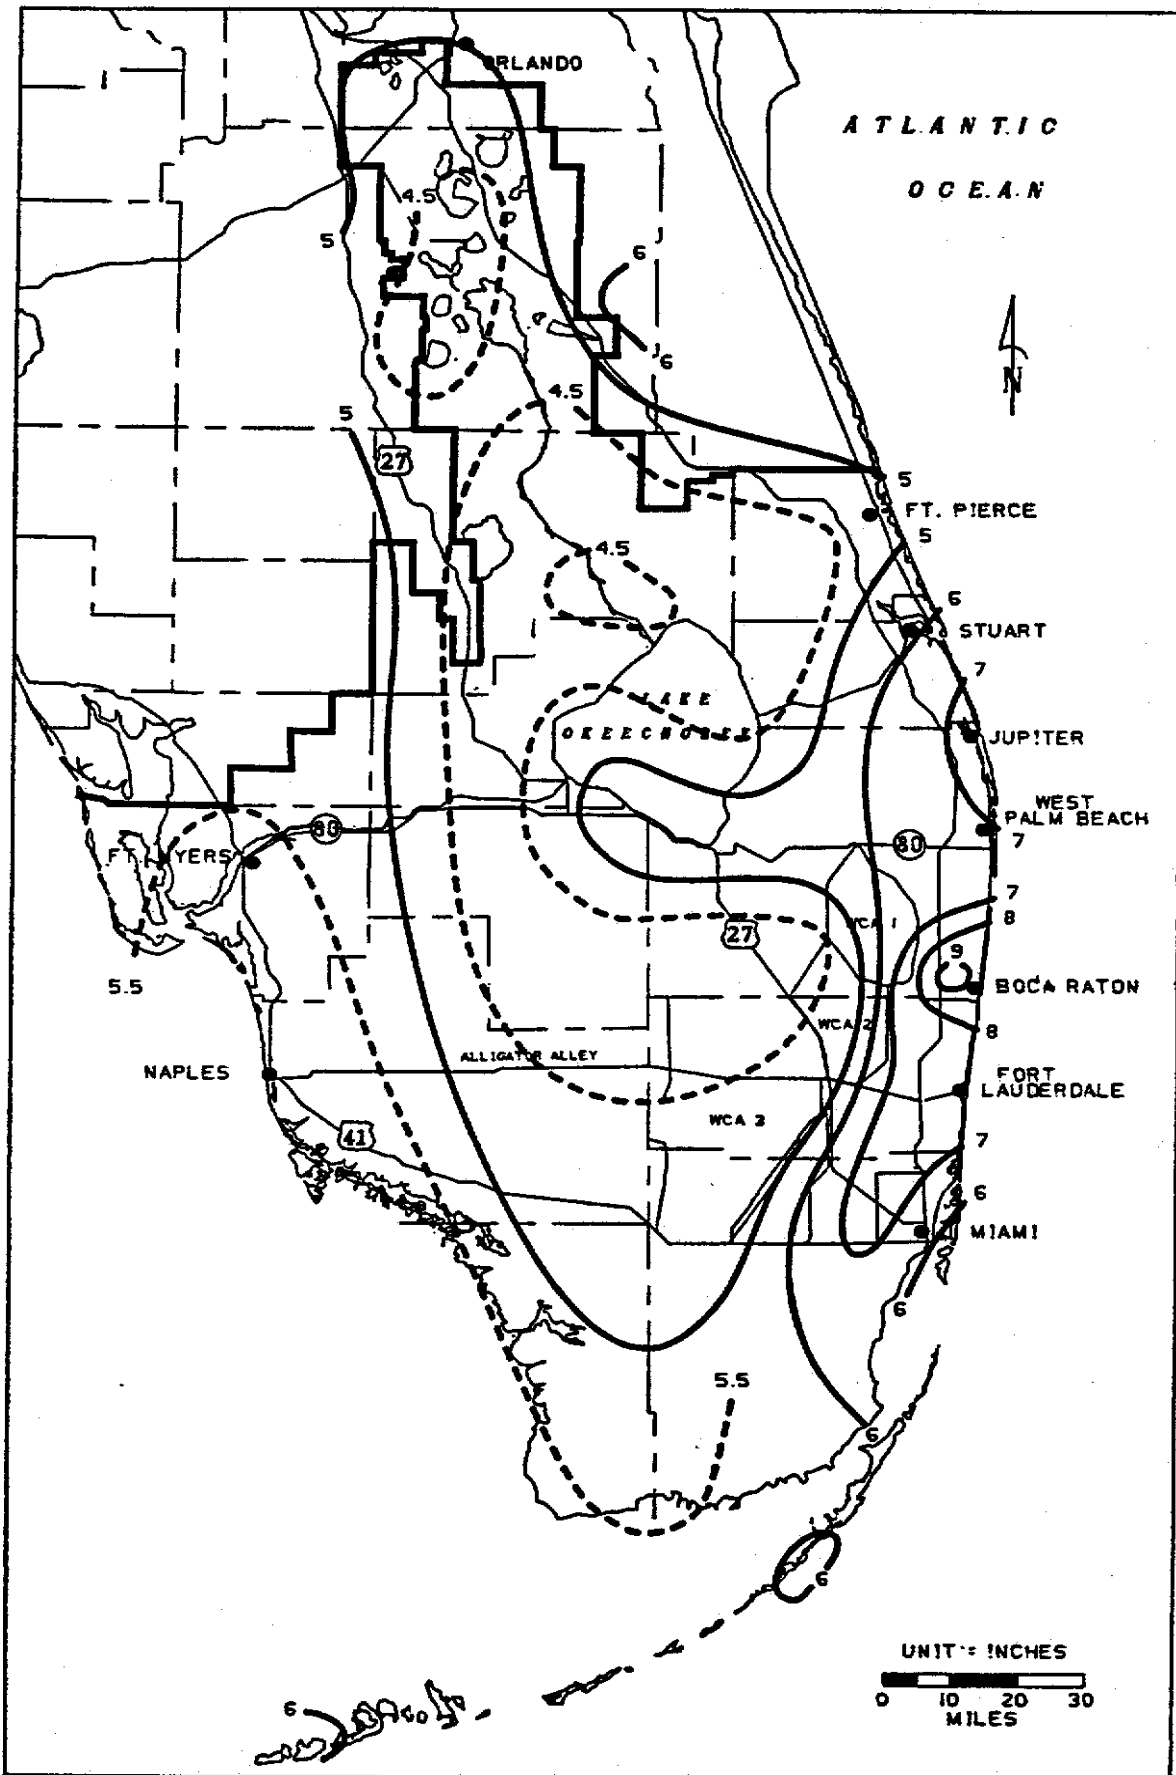 ORLANDO
ATLANTIC
OCEAN
4.5
5
6
6
N
4.5
5
27
5
FT. PIERCE
5
4.5
6
STUART
7
LAKE
OKEECHOBEE
JUPITER
WEST
PALM BEACH
7
80
80
FT. MYERS
7
8
WCA 1
27
9
5.5
BOCA RATON
WCA 2
8
ALLIGATOR ALLEY
NAPLES
FORT
LAUDERDALE
WCA 3
41
7
6
MIAMI
6
5.5
6
6
UNIT = INCHES
0 10 20 30
MILES
6